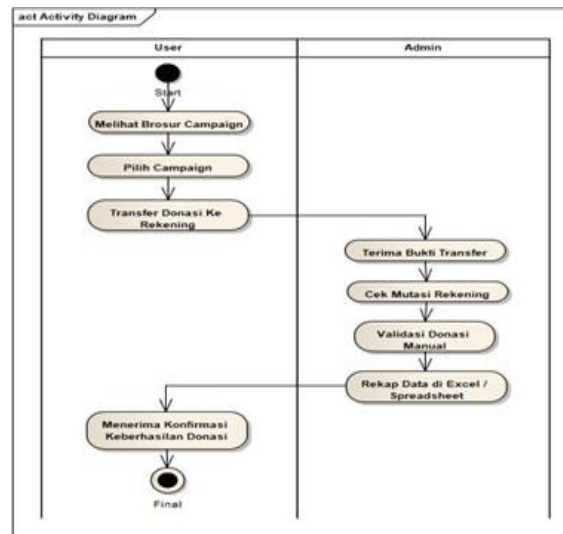 act Activity Diagram
User
Admin
Start
Melihat Brosur Campaign
Pilih Campaign
Transfer Donasi Ke
Rekening
Terima Bukti Transfer
Cek Mutasi Rekening
Validasi Donasi
Manual
Rekap Data di Excel /
Spreadsheet
Menerima Konfirmasi
Keberhasilan Donasi
Final